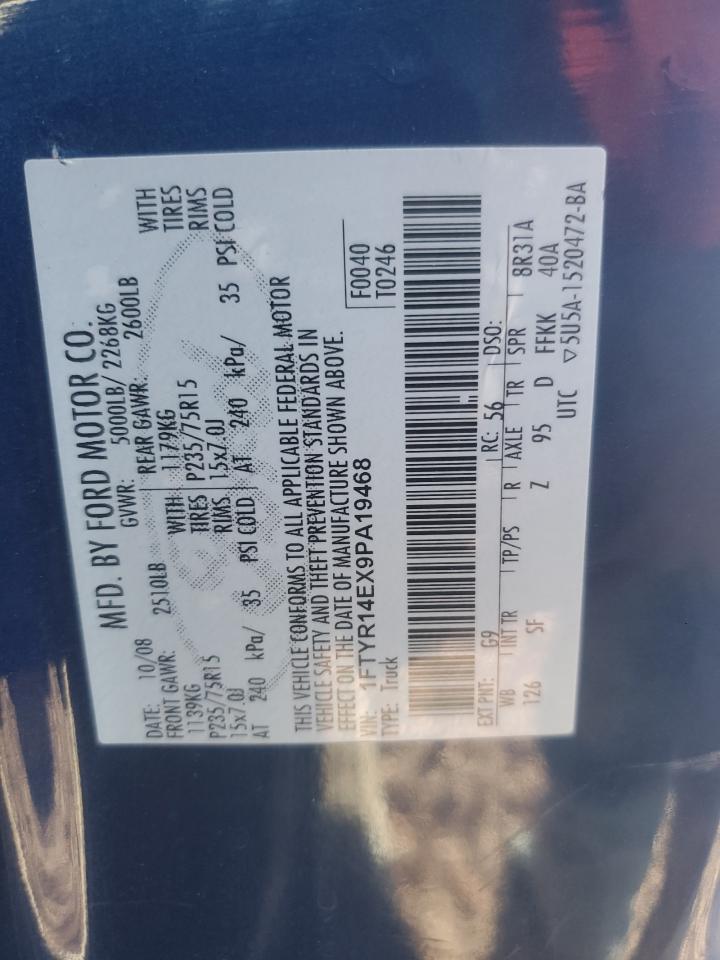 MFD. BY FORD MOTOR CO.
DATE: 10/08 GVWR: 5000LB/ 2268KG
FRONT GAWR: 2510LB REAR GAWR: 2600LB
1139KG WITH 1179KG WITH
P235/75R15 TIRES P235/75R15 TIRES
15x7.0J RIMS 15x7.0J RIMS
AT 240 kPa/ 35 PSI COLD AT 240 kPa/ 35 PSI COLD
THIS VEHICLE CONFORMS TO ALL APPLICABLE FEDERAL MOTOR
VEHICLE SAFETY AND THEFT PREVENTION STANDARDS IN
EFFECT ON THE DATE OF MANUFACTURE SHOWN ABOVE.
VIN: 1FTYR14EX9PA19468 F0040
TYPE: Truck T0246
EXT PNT: G9 RC: 56 DSO:
WB INT TR TP/PS R AXLE TR SPR 8R31A
126 SF Z 95 D FFKK 40A
UTC ▽5U5A-1520472-BA